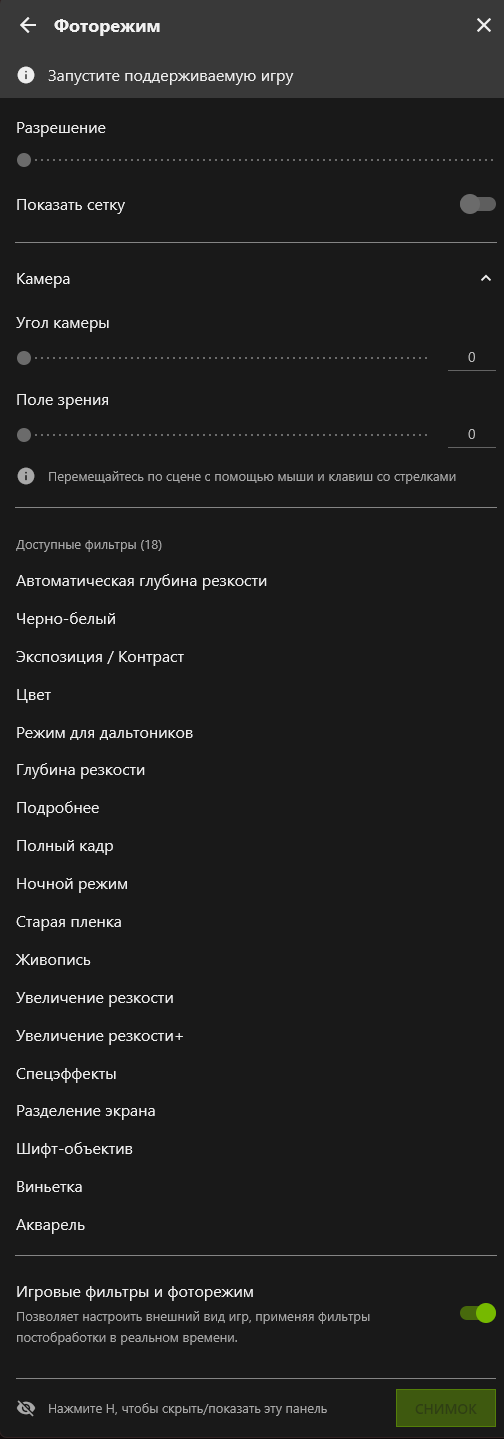 Фоторежим
Запустите поддерживаемую игру
Разрешение
Показать сетку
Камера
Угол камеры
0
Поле зрения
0
Перемещайтесь по сцене с помощью мыши и клавиш со стрелками
Доступные фильтры (18)
Автоматическая глубина резкости
Черно-белый
Экспозиция / Контраст
Цвет
Режим для дальтоников
Глубина резкости
Подробнее
Полный кадр
Ночной режим
Старая пленка
Живопись
Увеличение резкости
Увеличение резкости+
Спецэффекты
Разделение экрана
Шифт-объектив
Виньетка
Акварель
Игровые фильтры и фоторежим
Позволяет настроить внешний вид игр, применяя фильтры
постобработки в реальном времени.
Нажмите H, чтобы скрыть/показать эту панель
СНИМОК